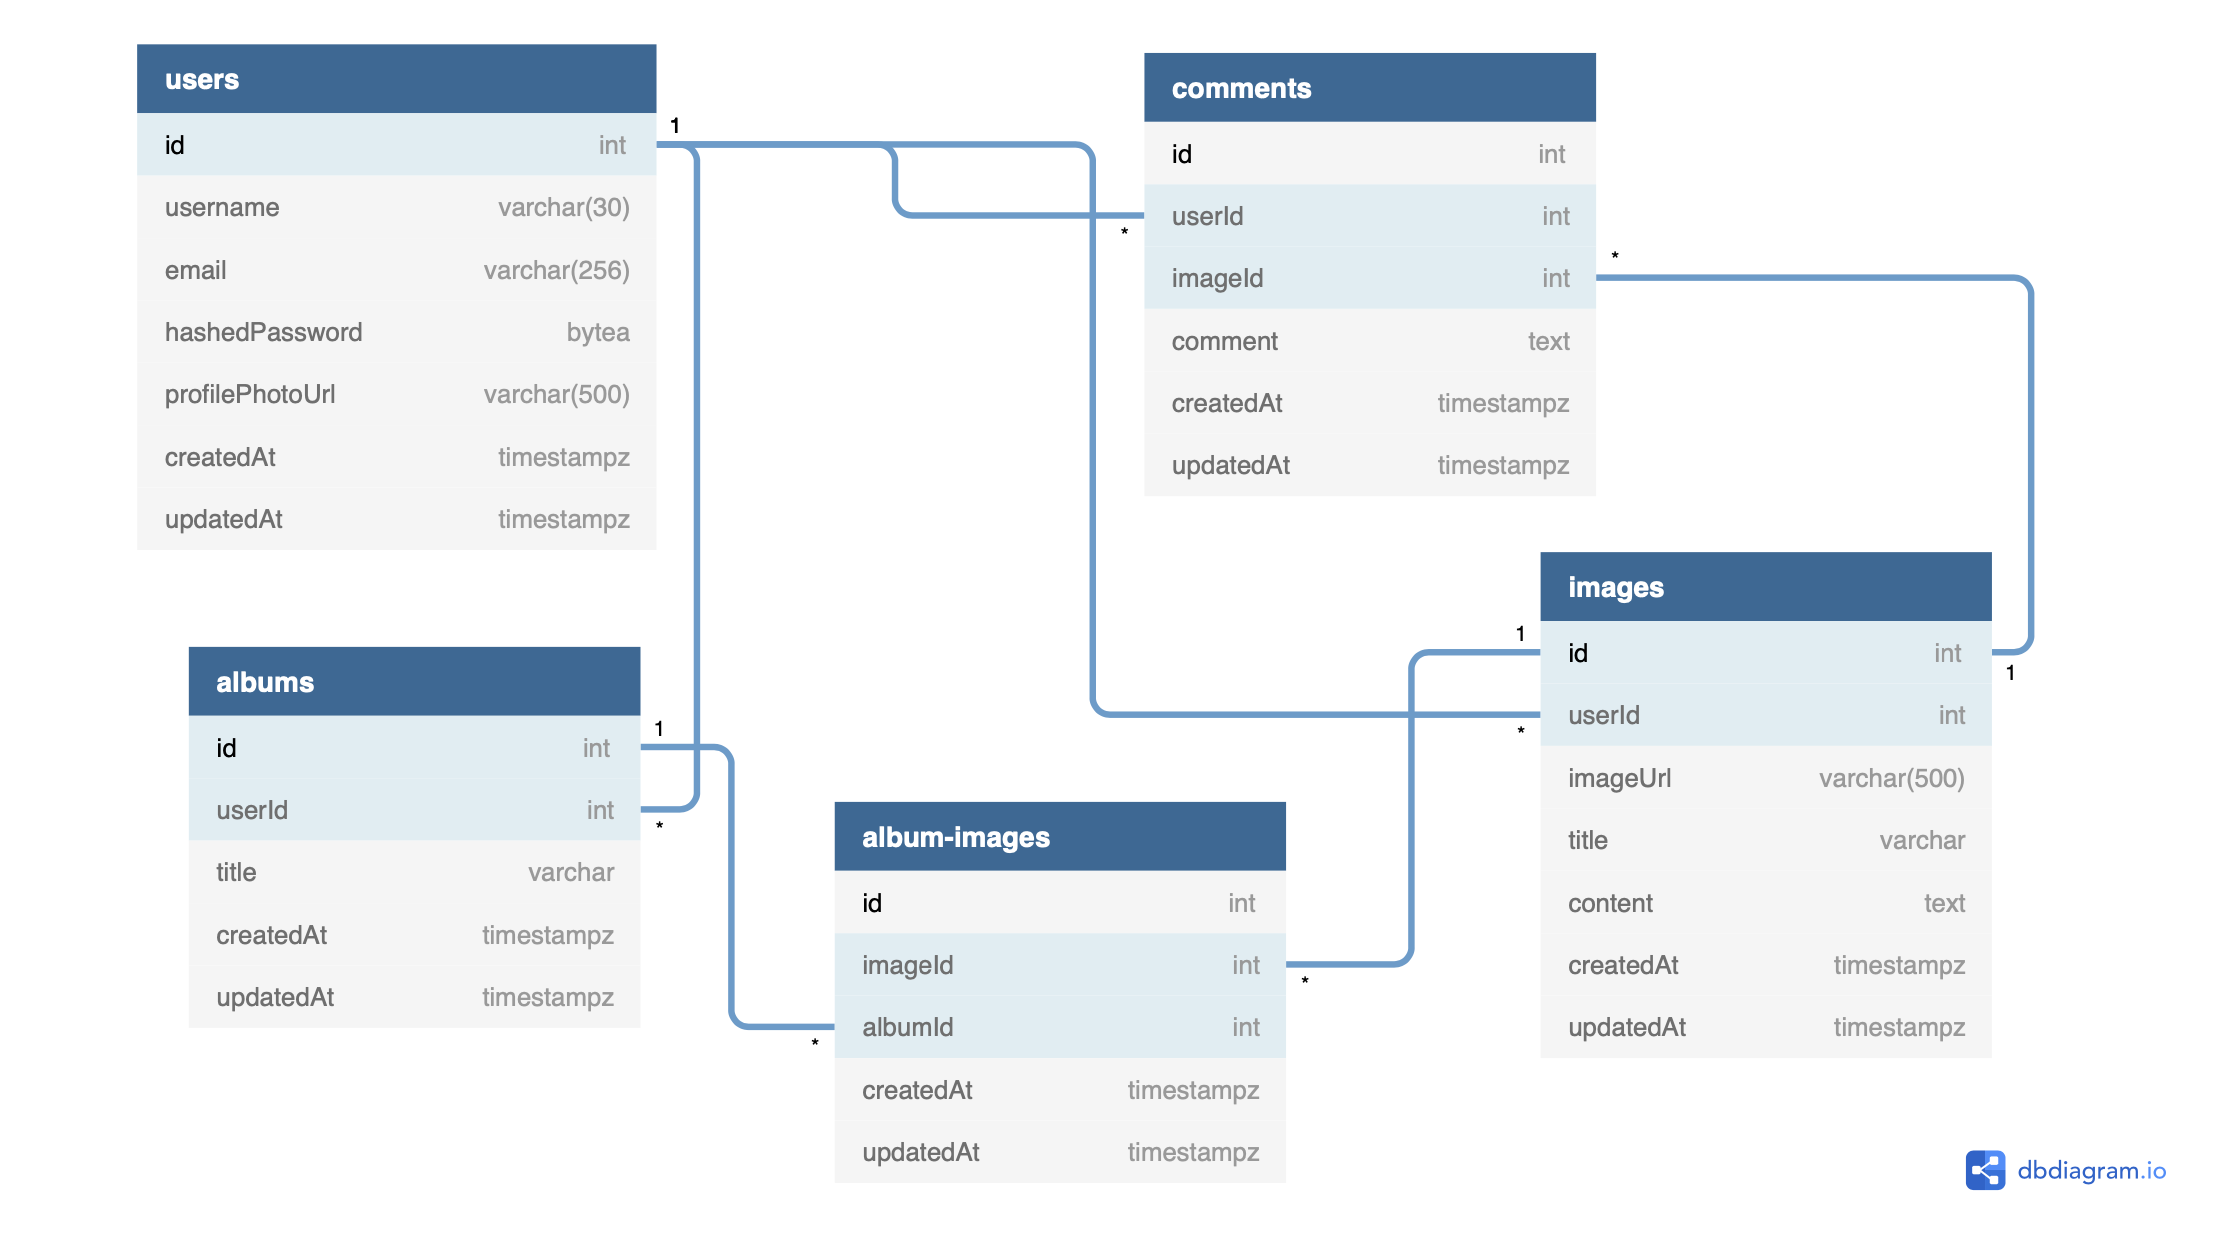 users
id int
username varchar(30)
email varchar(256)
hashedPassword bytea
profilePhotoUrl varchar(500)
createdAt timestampz
updatedAt timestampz
1
comments
id int
userId int
imageId int
comment text
createdAt timestampz
updatedAt timestampz
*
*
albums
id int
userId int
title varchar
createdAt timestampz
updatedAt timestampz
1
*
album-images
id int
imageId int
albumId int
createdAt timestampz
updatedAt timestampz
*
*
images
id int
userId int
imageUrl varchar(500)
title varchar
content text
createdAt timestampz
updatedAt timestampz
1
1
*
dbdiagram.io